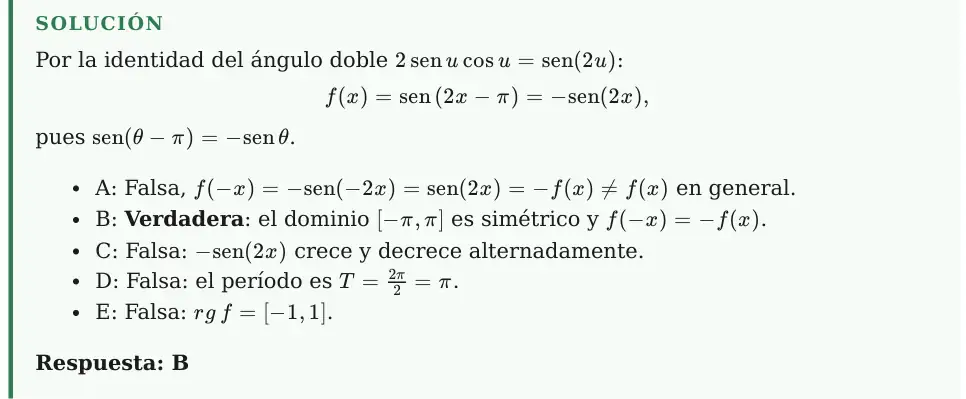 SOLUCIÓN
Por la identidad del ángulo doble 2 sen u cos u = sen(2u):
f(x) = sen (2x − π) = −sen(2x),
pues sen(θ − π) = −sen θ.
• A: Falsa, f(−x) = −sen(−2x) = sen(2x) = −f(x) ≠ f(x) en general.
• B: Verdadera: el dominio [−π, π] es simétrico y f(−x) = −f(x).
• C: Falsa: −sen(2x) crece y decrece alternadamente.
• D: Falsa: el período es T = 2π/2 = π.
• E: Falsa: rg f = [−1, 1].
Respuesta: B